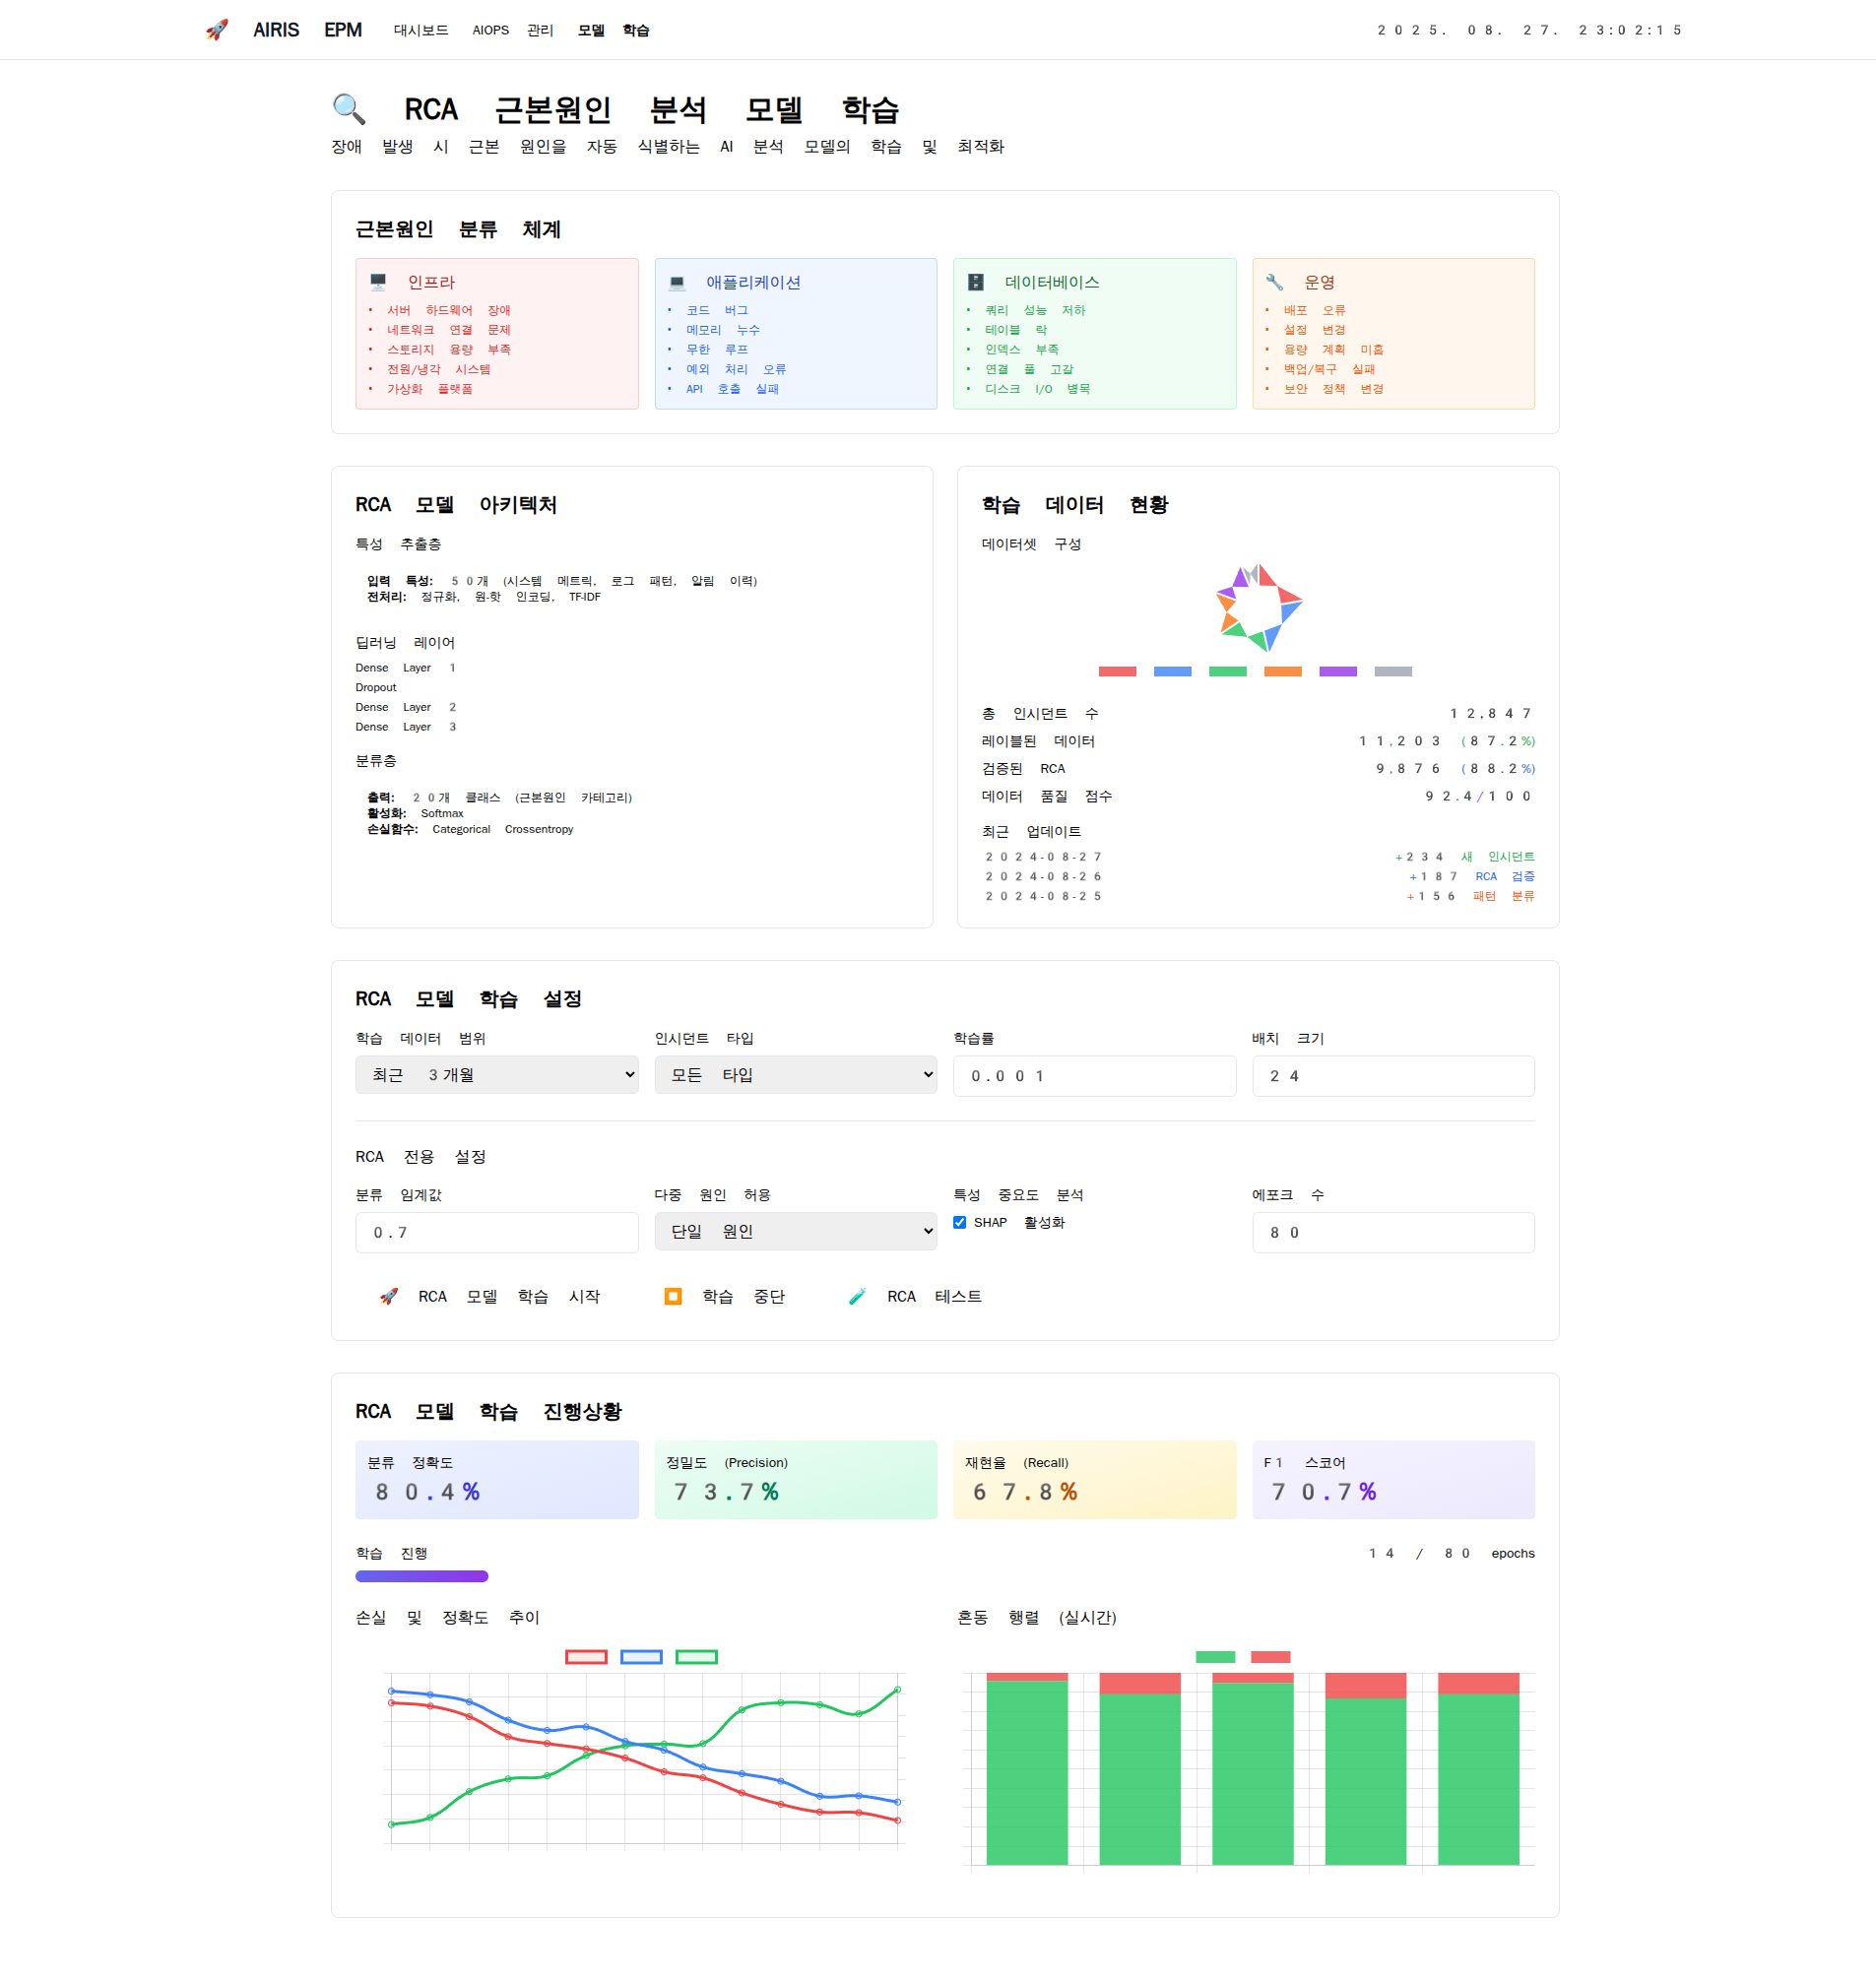 🚀 AIRIS EPM 대시보드 AIOPS 관리 모델 학습 2025. 08. 27. 23:02:15
🔍 RCA 근본원인 분석 모델 학습
장애 발생 시 근본 원인을 자동 식별하는 AI 분석 모델의 학습 및 최적화
근본원인 분류 체계
🖥️ 인프라
• 서버 하드웨어 장애
• 네트워크 연결 문제
• 스토리지 용량 부족
• 전원/냉각 시스템
• 가상화 플랫폼
💻 애플리케이션
• 코드 버그
• 메모리 누수
• 무한 루프
• 예외 처리 오류
• API 호출 실패
🗄️ 데이터베이스
• 쿼리 성능 저하
• 테이블 락
• 인덱스 부족
• 연결 풀 고갈
• 디스크 I/O 병목
🔧 운영
• 배포 오류
• 설정 변경
• 용량 계획 미흡
• 백업/복구 실패
• 보안 정책 변경
RCA 모델 아키텍처
특성 추출층
입력 특성: 50개 (시스템 메트릭, 로그 패턴, 알림 이력)
전처리: 정규화, 원-핫 인코딩, TF-IDF
딥러닝 레이어
Dense Layer 1
Dropout
Dense Layer 2
Dense Layer 3
분류층
출력: 20개 클래스 (근본원인 카테고리)
활성화: Softmax
손실함수: Categorical Crossentropy
학습 데이터 현황
데이터셋 구성
총 인시던트 수 12,847
레이블된 데이터 11,203 (87.2%)
검증된 RCA 9,876 (88.2%)
데이터 품질 점수 92.4/100
최근 업데이트
2024-08-27 +234 새 인시던트
2024-08-26 +187 RCA 검증
2024-08-25 +156 패턴 분류
RCA 모델 학습 설정
학습 데이터 범위
최근 3개월
인시던트 타입
모든 타입
학습률
0.001
배치 크기
24
RCA 전용 설정
분류 임계값
0.7
다중 원인 허용
단일 원인
특성 중요도 분석
SHAP 활성화
에포크 수
80
🚀 RCA 모델 학습 시작 ⏹️ 학습 중단 🧪 RCA 테스트
RCA 모델 학습 진행상황
분류 정확도
80.4%
정밀도 (Precision)
73.7%
재현율 (Recall)
67.8%
F1 스코어
70.7%
학습 진행 14 / 80 epochs
손실 및 정확도 추이
혼동 행렬 (실시간)